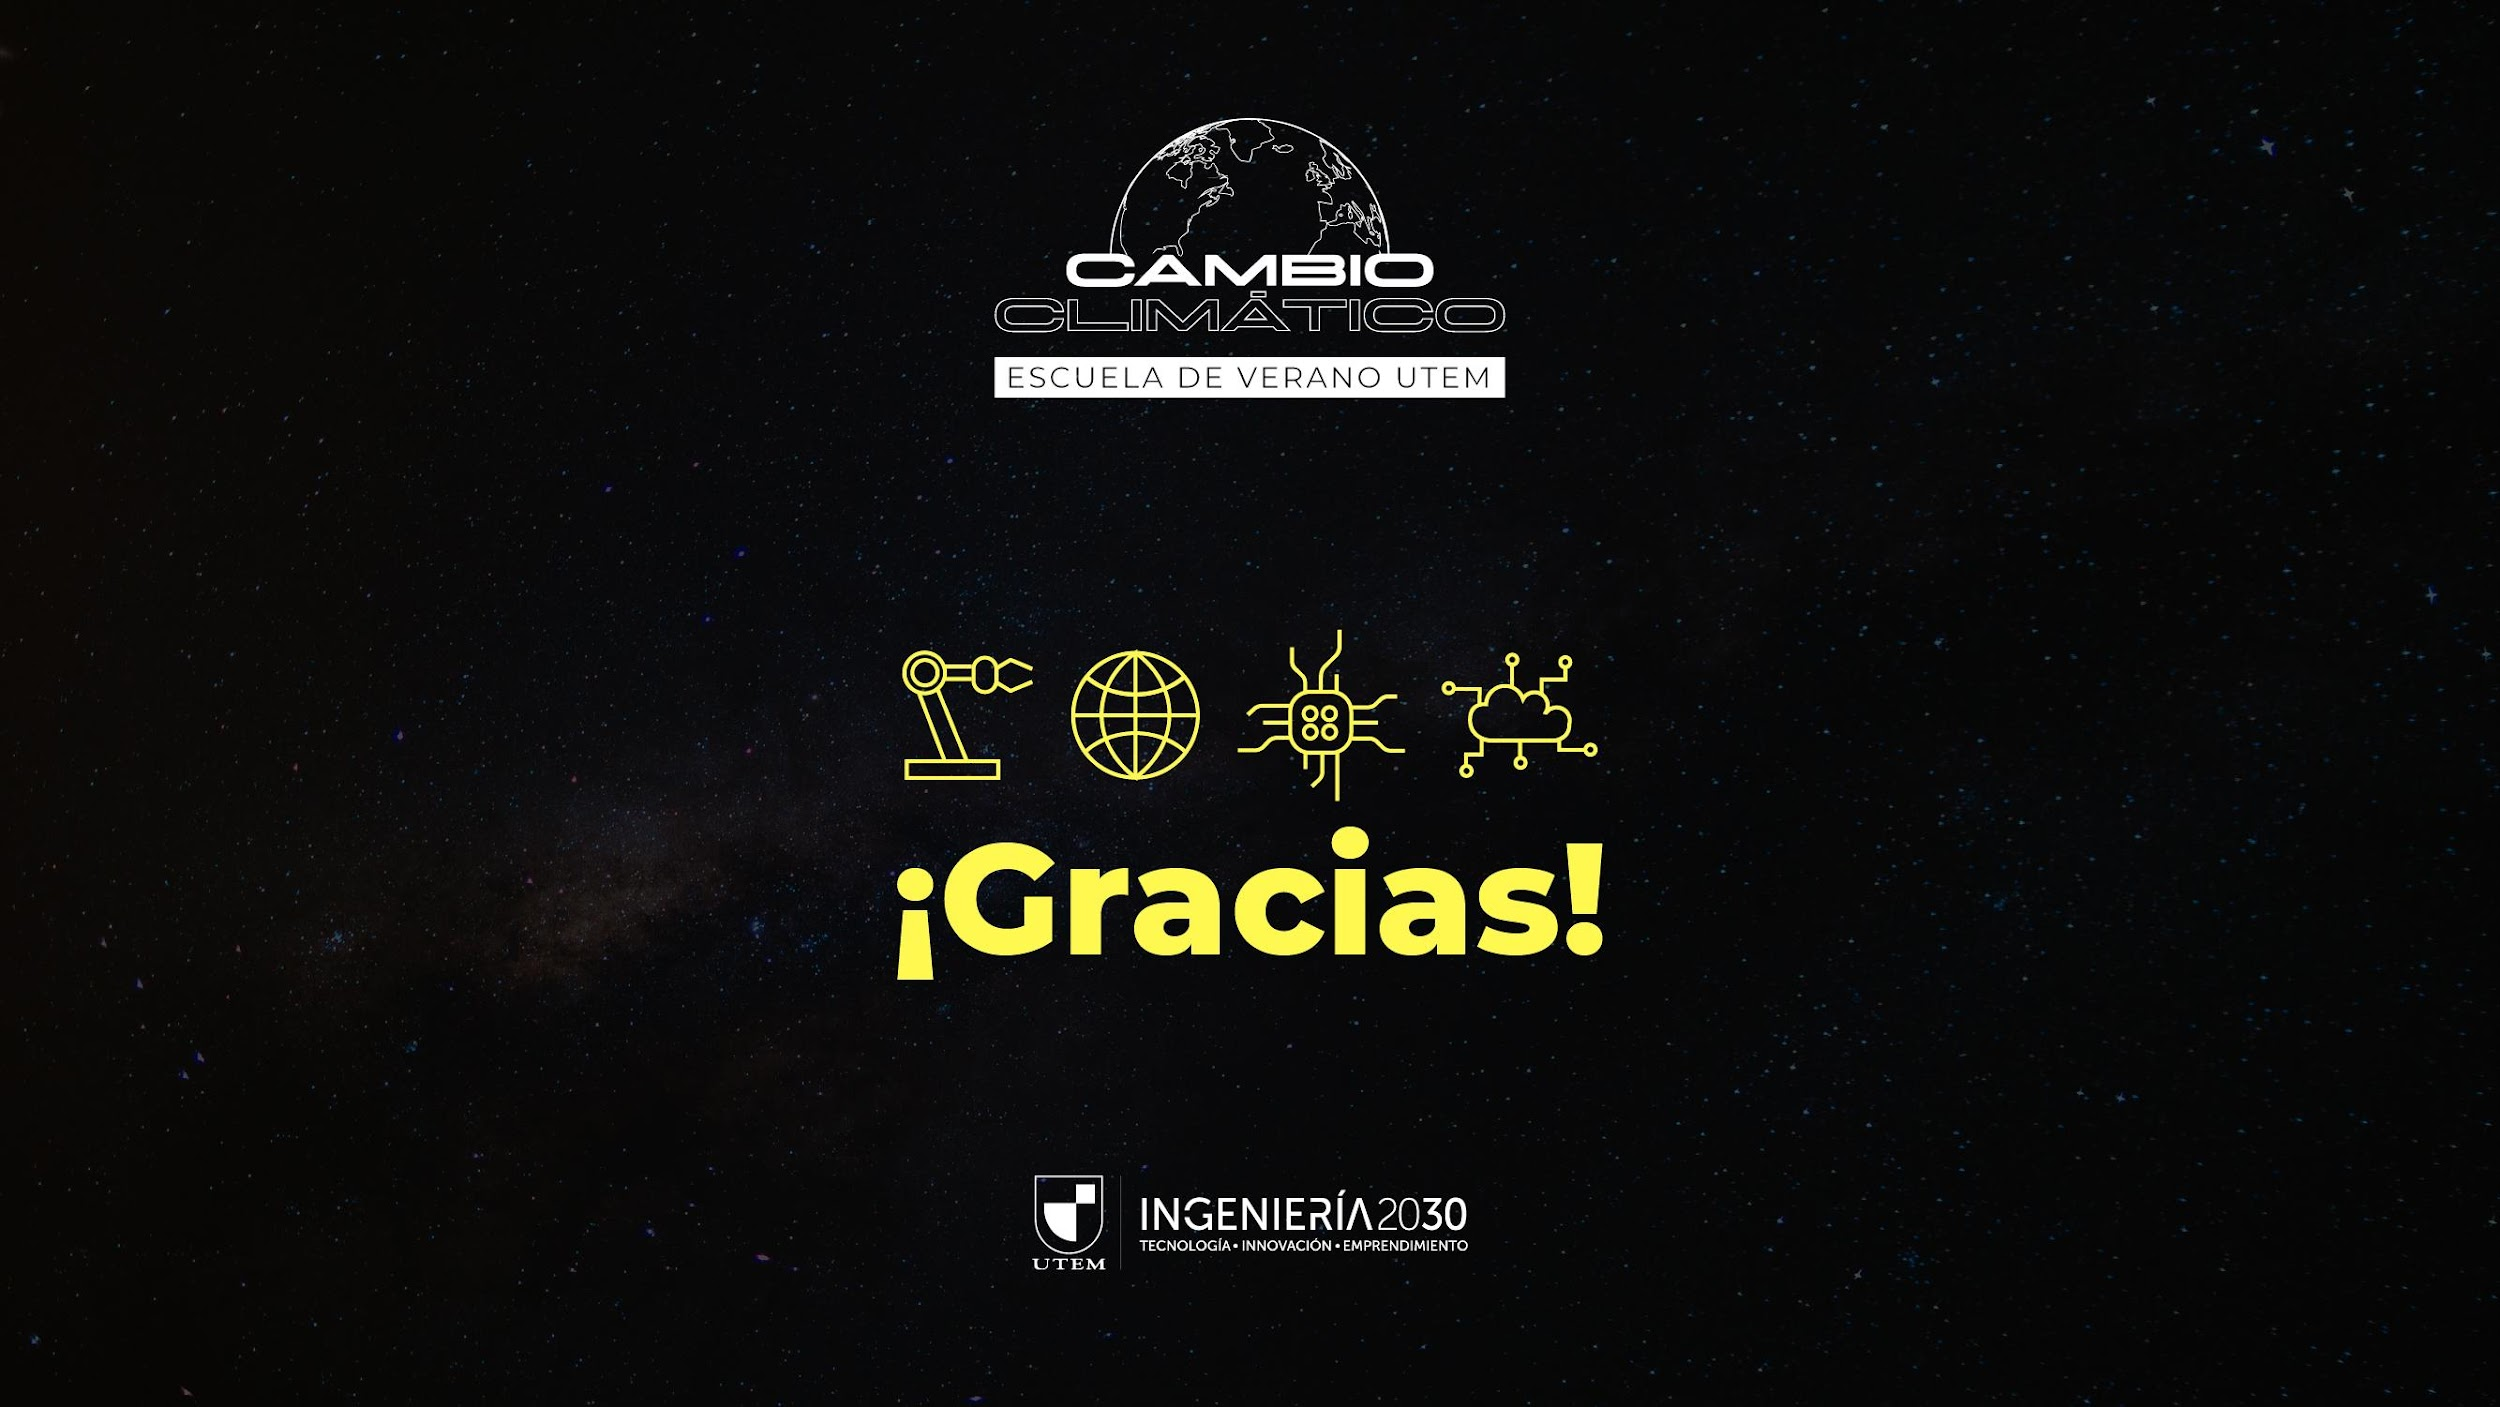 CAMBIO
CLIMÁTICO
ESCUELA DE VERANO UTEM
¡Gracias!
UTEM
INGENIERÍA2030
TECNOLOGÍA • INNOVACIÓN • EMPRENDIMIENTO